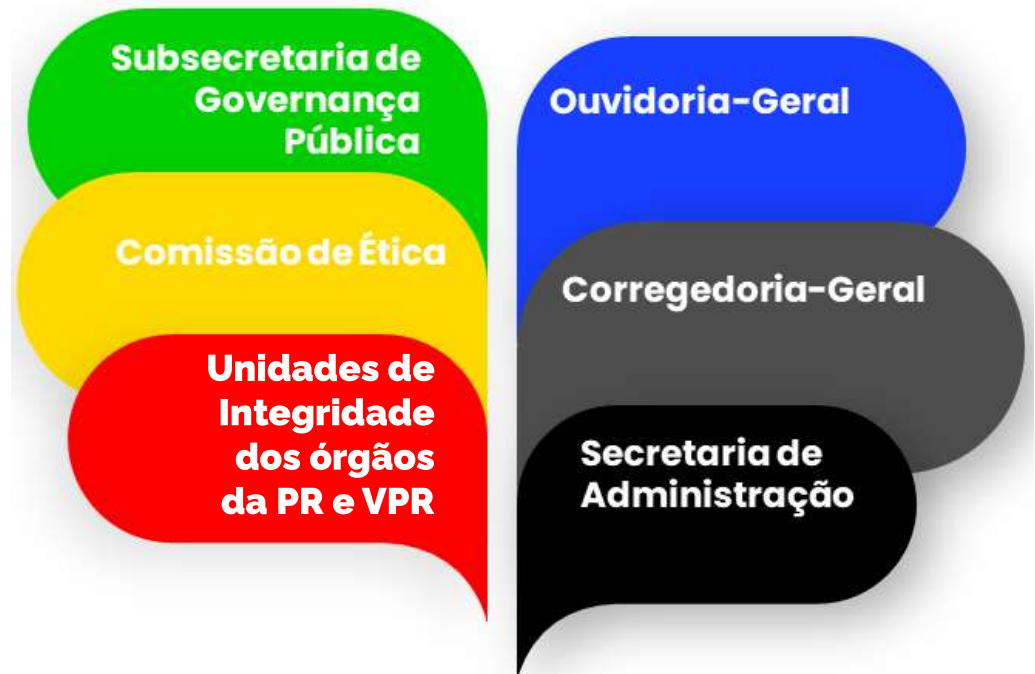 Subsecretaria de
Governança
Pública
Comissão de Ética
Unidades de
Integridade
dos órgãos
da PR e VPR
Ouvidoria-Geral
Corregedoria-Geral
Secretaria de
Administração